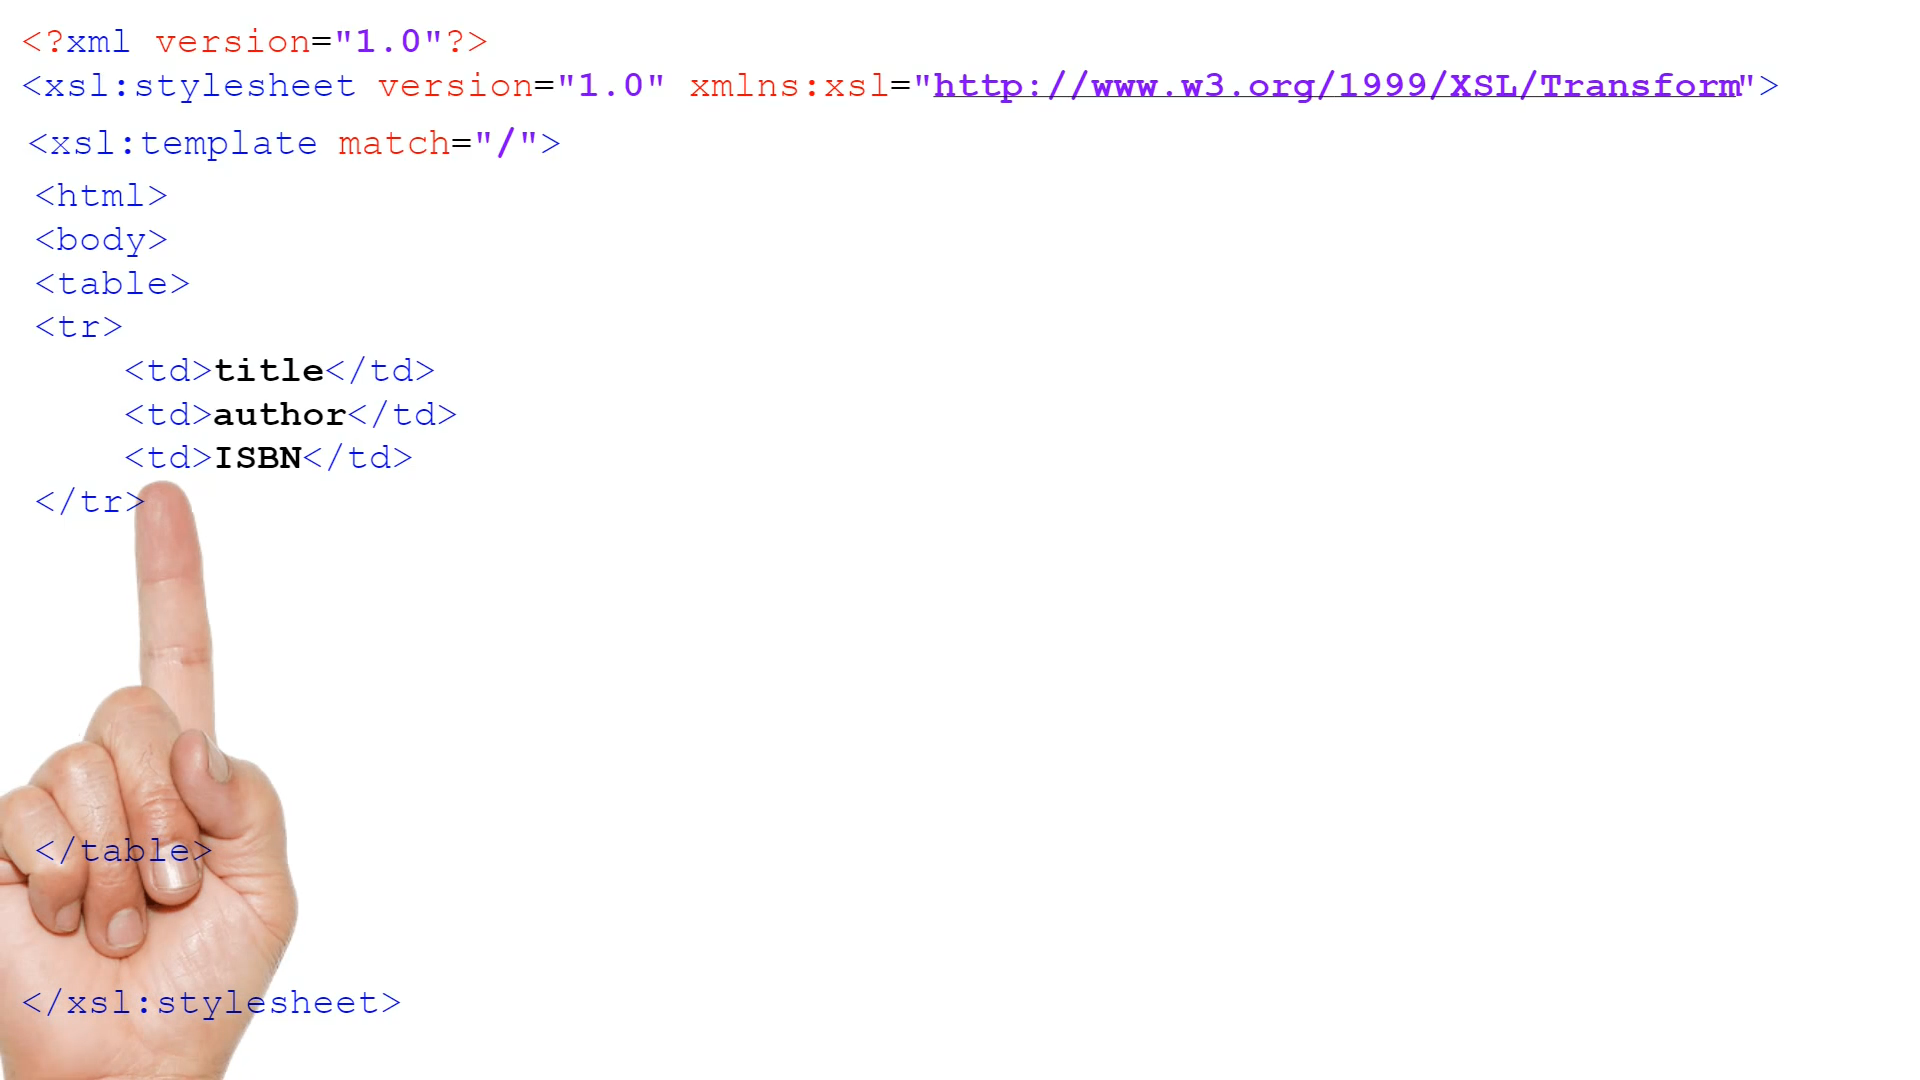 <?xml version="1.0"?>
<xsl:stylesheet version="1.0" xmlns:xsl="http://www.w3.org/1999/XSL/Transform">
<xsl:template match="/">
<html>
<body>
<table>
<tr>
<td>title</td>
<td>author</td>
<td>ISBN</td>
</tr>
</table>
</xsl:stylesheet>